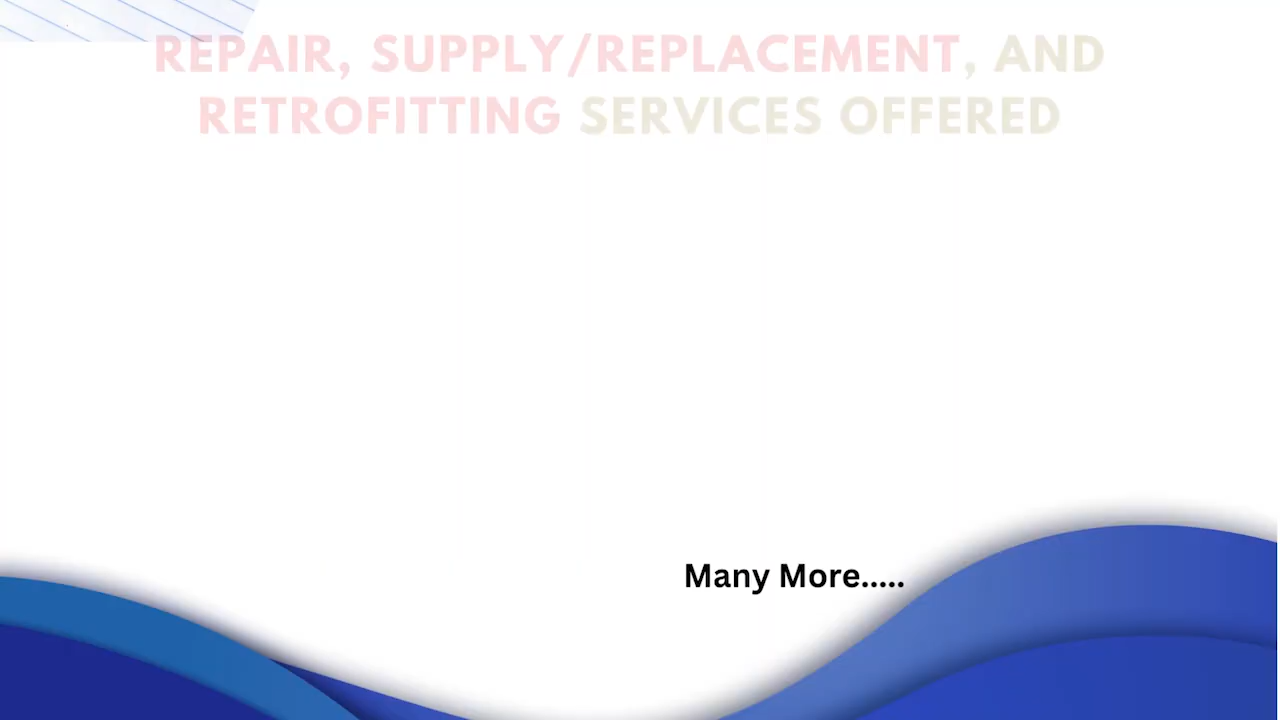 REPAIR, SUPPLY/REPLACEMENT, AND
RETROFITTING SERVICES OFFERED
Many More.....